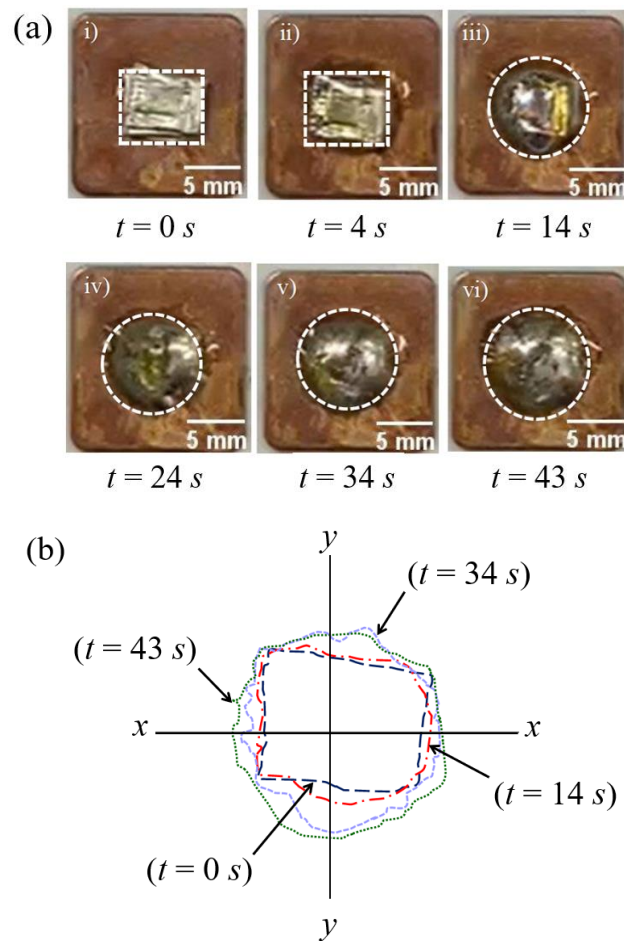 (a)
i) ii) iii)
5 mm 5 mm 5 mm
t = 0 s t = 4 s t = 14 s
iv) v) vi)
5 mm 5 mm 5 mm
t = 24 s t = 34 s t = 43 s
(b)
y
(t = 34 s)
(t = 43 s)
x x
(t = 14 s)
(t = 0 s)
y